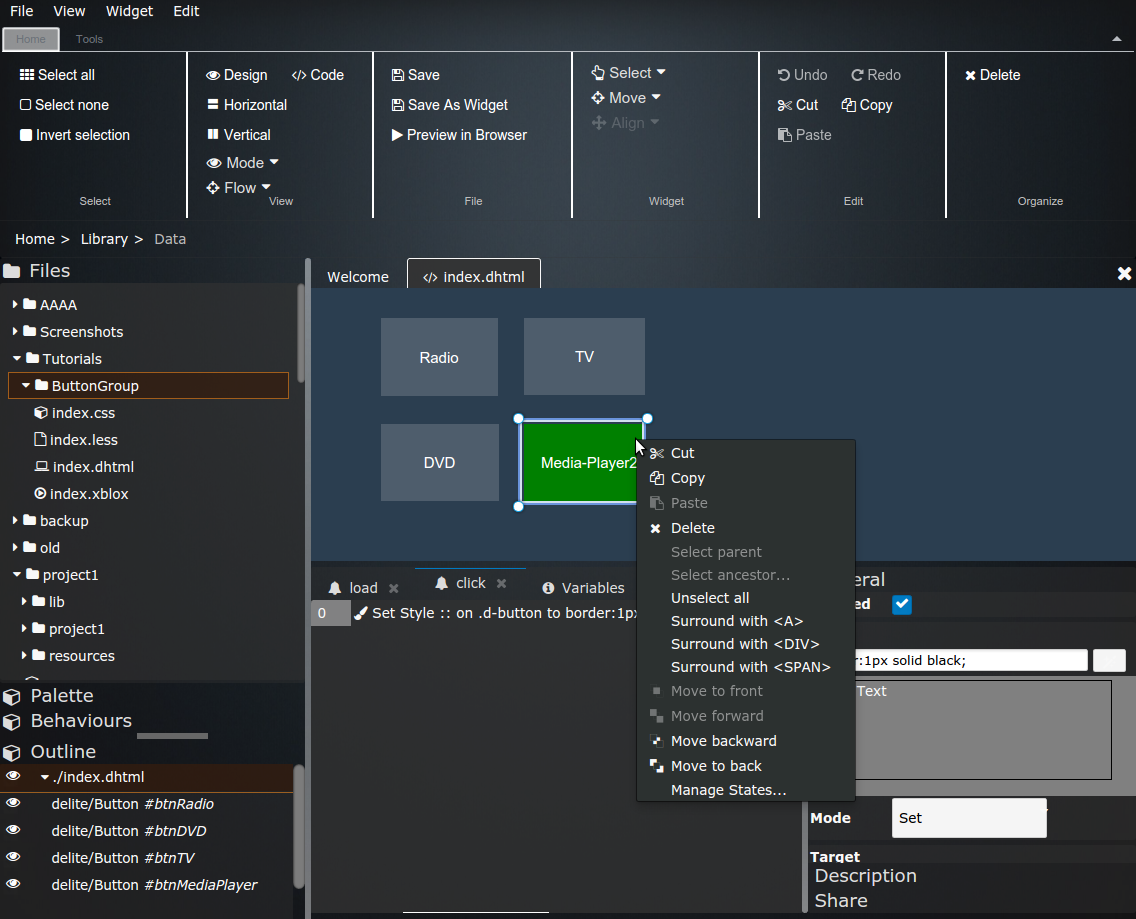 File View Widget Edit
Home Tools
Select all
Select none
Invert selection
Select
Design </> Code
Horizontal
Vertical
Mode
Flow
View
Save
Save As Widget
Preview in Browser
File
Select
Move
Align
Widget
Undo Redo
Cut Copy
Paste
Edit
Delete
Organize
Home > Library > Data
Files
AAAA
Screenshots
Tutorials
ButtonGroup
index.css
index.less
index.dhtml
index.xblox
backup
old
project1
lib
project1
resources
Palette
Behaviours
Outline
./index.dhtml
delite/Button #btnRadio
delite/Button #btnDVD
delite/Button #btnTV
delite/Button #btnMediaPlayer
Welcome </> index.dhtml
Radio TV
DVD Media-Player2
load click Variables
0 Set Style :: on .d-button to border:1px
Cut
Copy
Paste
Delete
Select parent
Select ancestor...
Unselect all
Surround with <A>
Surround with <DIV>
Surround with <SPAN>
Move to front
Move forward
Move backward
Move to back
Manage States...
eral
ed
r:1px solid black;
Text
Mode Set
Target
Description
Share